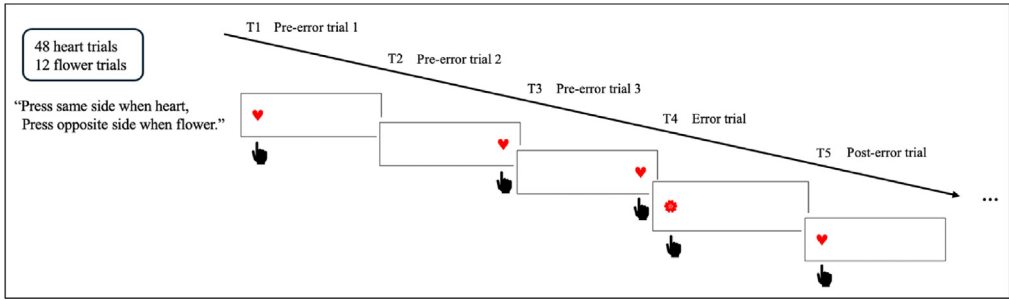 T1 Pre-error trial 1
48 heart trials
12 flower trials
T2 Pre-error trial 2
T3 Pre-error trial 3
“Press same side when heart,
Press opposite side when flower.”
T4 Error trial
T5 Post-error trial
...